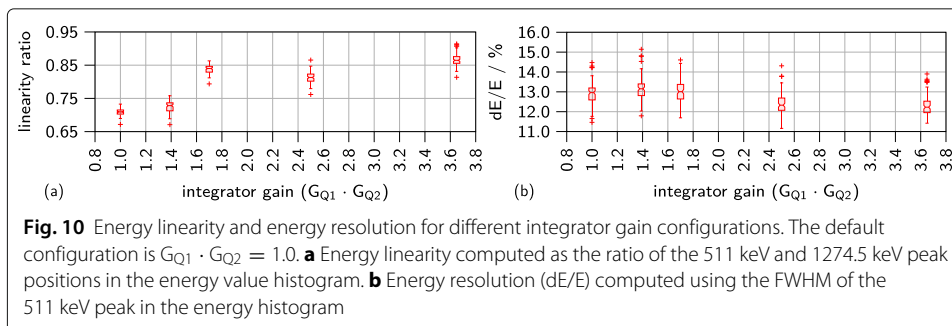 0.95
0.85
0.75
0.65
linearity ratio
0.8 1.0 1.2 1.4 1.6 1.8 2.0 2.2 2.4 2.6 2.8 3.0 3.2 3.4 3.6 3.8
(a) integrator gain (G_Q1 · G_Q2)
16.0
15.0
14.0
13.0
12.0
11.0
dE/E / %
0.8 1.0 1.2 1.4 1.6 1.8 2.0 2.2 2.4 2.6 2.8 3.0 3.2 3.4 3.6 3.8
(b) integrator gain (G_Q1 · G_Q2)
Fig. 10 Energy linearity and energy resolution for different integrator gain configurations. The default
configuration is G_Q1 · G_Q2 = 1.0. a Energy linearity computed as the ratio of the 511 keV and 1274.5 keV peak
positions in the energy value histogram. b Energy resolution (dE/E) computed using the FWHM of the
511 keV peak in the energy histogram